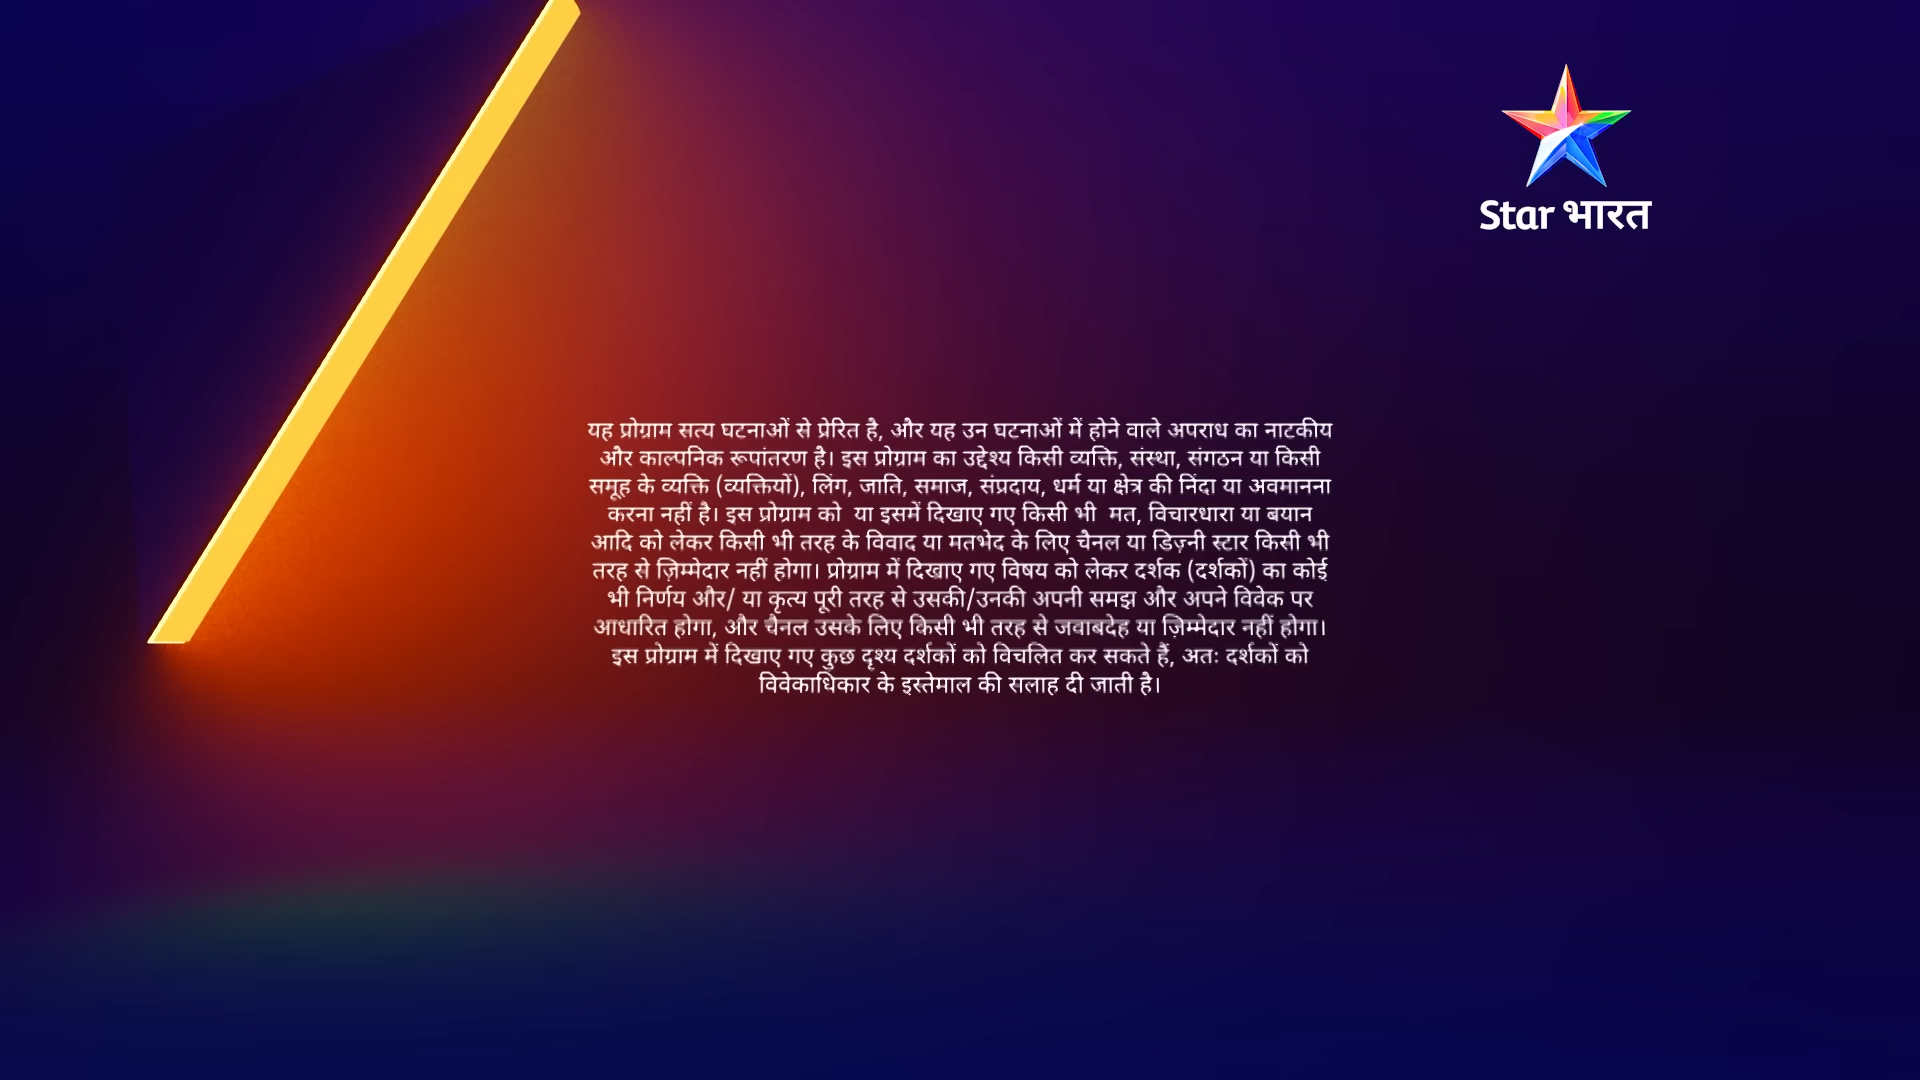 Star भारत
यह प्रोग्राम सत्य घटनाओं से प्रेरित है, और यह उन घटनाओं में होने वाले अपराध का नाटकीय
और काल्पनिक रूपांतरण है। इस प्रोग्राम का उद्देश्य किसी व्यक्ति, संस्था, संगठन या किसी
समूह के व्यक्ति (व्यक्तियों), लिंग, जाति, समाज, संप्रदाय, धर्म या क्षेत्र की निंदा या अवमानना
करना नहीं है। इस प्रोग्राम को  या इसमें दिखाए गए किसी भी  मत, विचारधारा या बयान
आदि को लेकर किसी भी तरह के विवाद या मतभेद के लिए चैनल या डिज़्नी स्टार किसी भी
तरह से ज़िम्मेदार नहीं होगा। प्रोग्राम में दिखाए गए विषय को लेकर दर्शक (दर्शकों) का कोई
भी निर्णय और/ या कृत्य पूरी तरह से उसकी/उनकी अपनी समझ और अपने विवेक पर
आधारित होगा, और चैनल उसके लिए किसी भी तरह से जवाबदेह या ज़िम्मेदार नहीं होगा।
इस प्रोग्राम में दिखाए गए कुछ दृश्य दर्शकों को विचलित कर सकते हैं, अतः दर्शकों को
विवेकाधिकार के इस्तेमाल की सलाह दी जाती है।